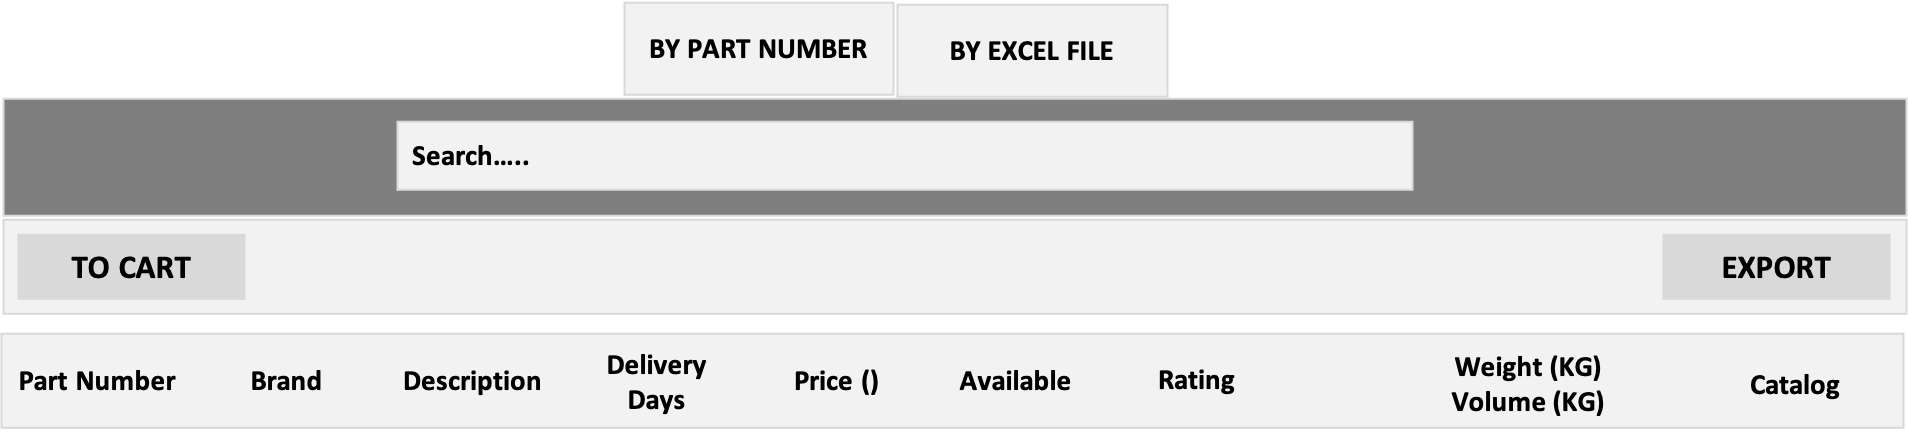 BY PART NUMBER
BY EXCEL FILE
Search.....
TO CART
EXPORT
Part Number
Brand
Description
Delivery
Days
Price ()
Available
Rating
Weight (KG)
Volume (KG)
Catalog